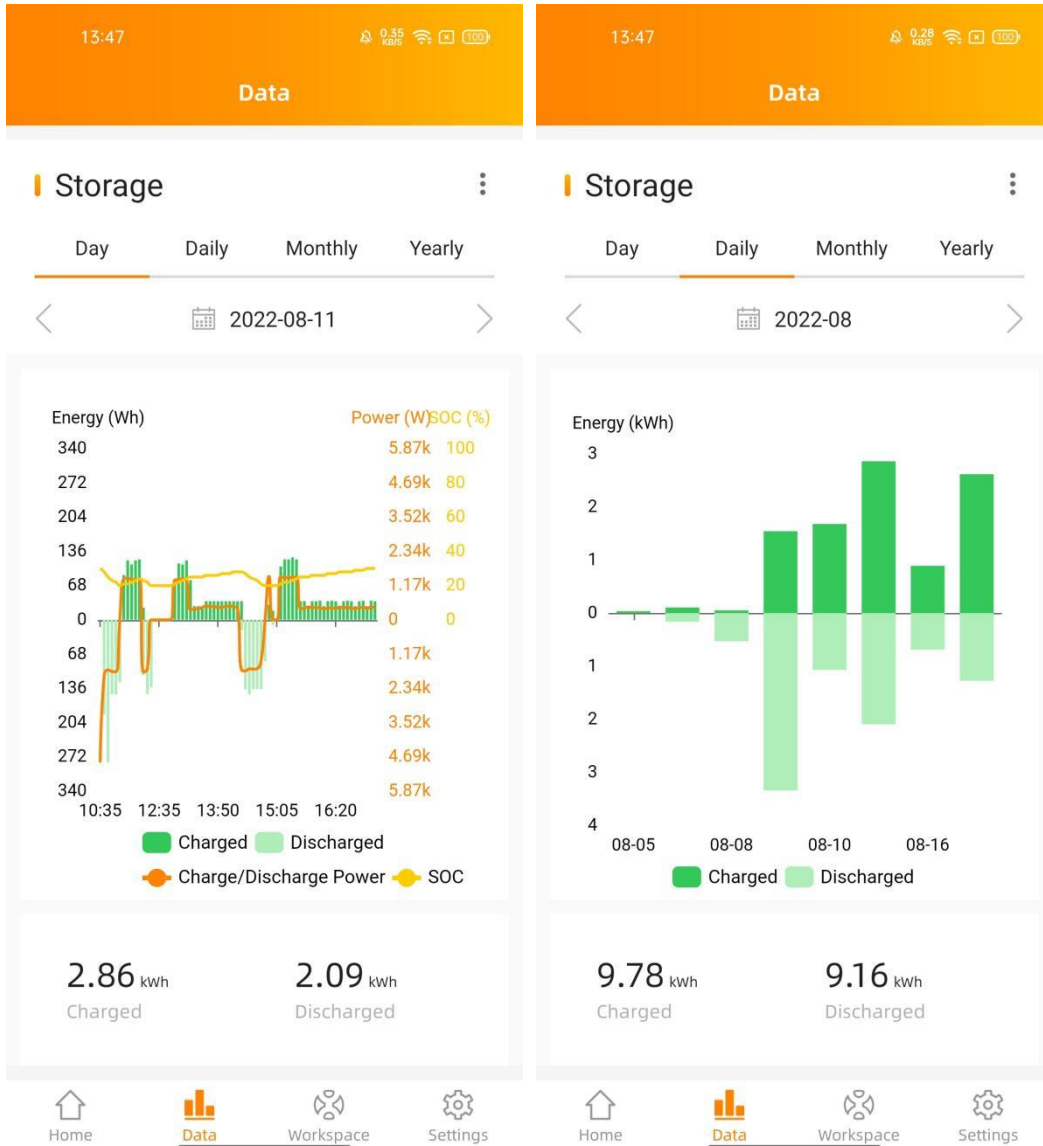 13:47 0.35 KB/S 100
Data
Storage
Day Daily Monthly Yearly
2022-08-11
Energy (Wh) Power (W) SOC (%)
340 5.87k 100
272 4.69k 80
204 3.52k 60
136 2.34k 40
68 1.17k 20
0 0 0
68 1.17k
136 2.34k
204 3.52k
272 4.69k
340 5.87k
10:35 12:35 13:50 15:05 16:20
Charged Discharged
Charge/Discharge Power SOC
2.86 kWh 2.09 kWh
Charged Discharged
Home Data Workspace Settings
13:47 0.28 KB/S 100
Data
Storage
Day Daily Monthly Yearly
2022-08
Energy (kWh)
3
2
1
0
1
2
3
4
08-05 08-08 08-10 08-16
Charged Discharged
9.78 kWh 9.16 kWh
Charged Discharged
Home Data Workspace Settings